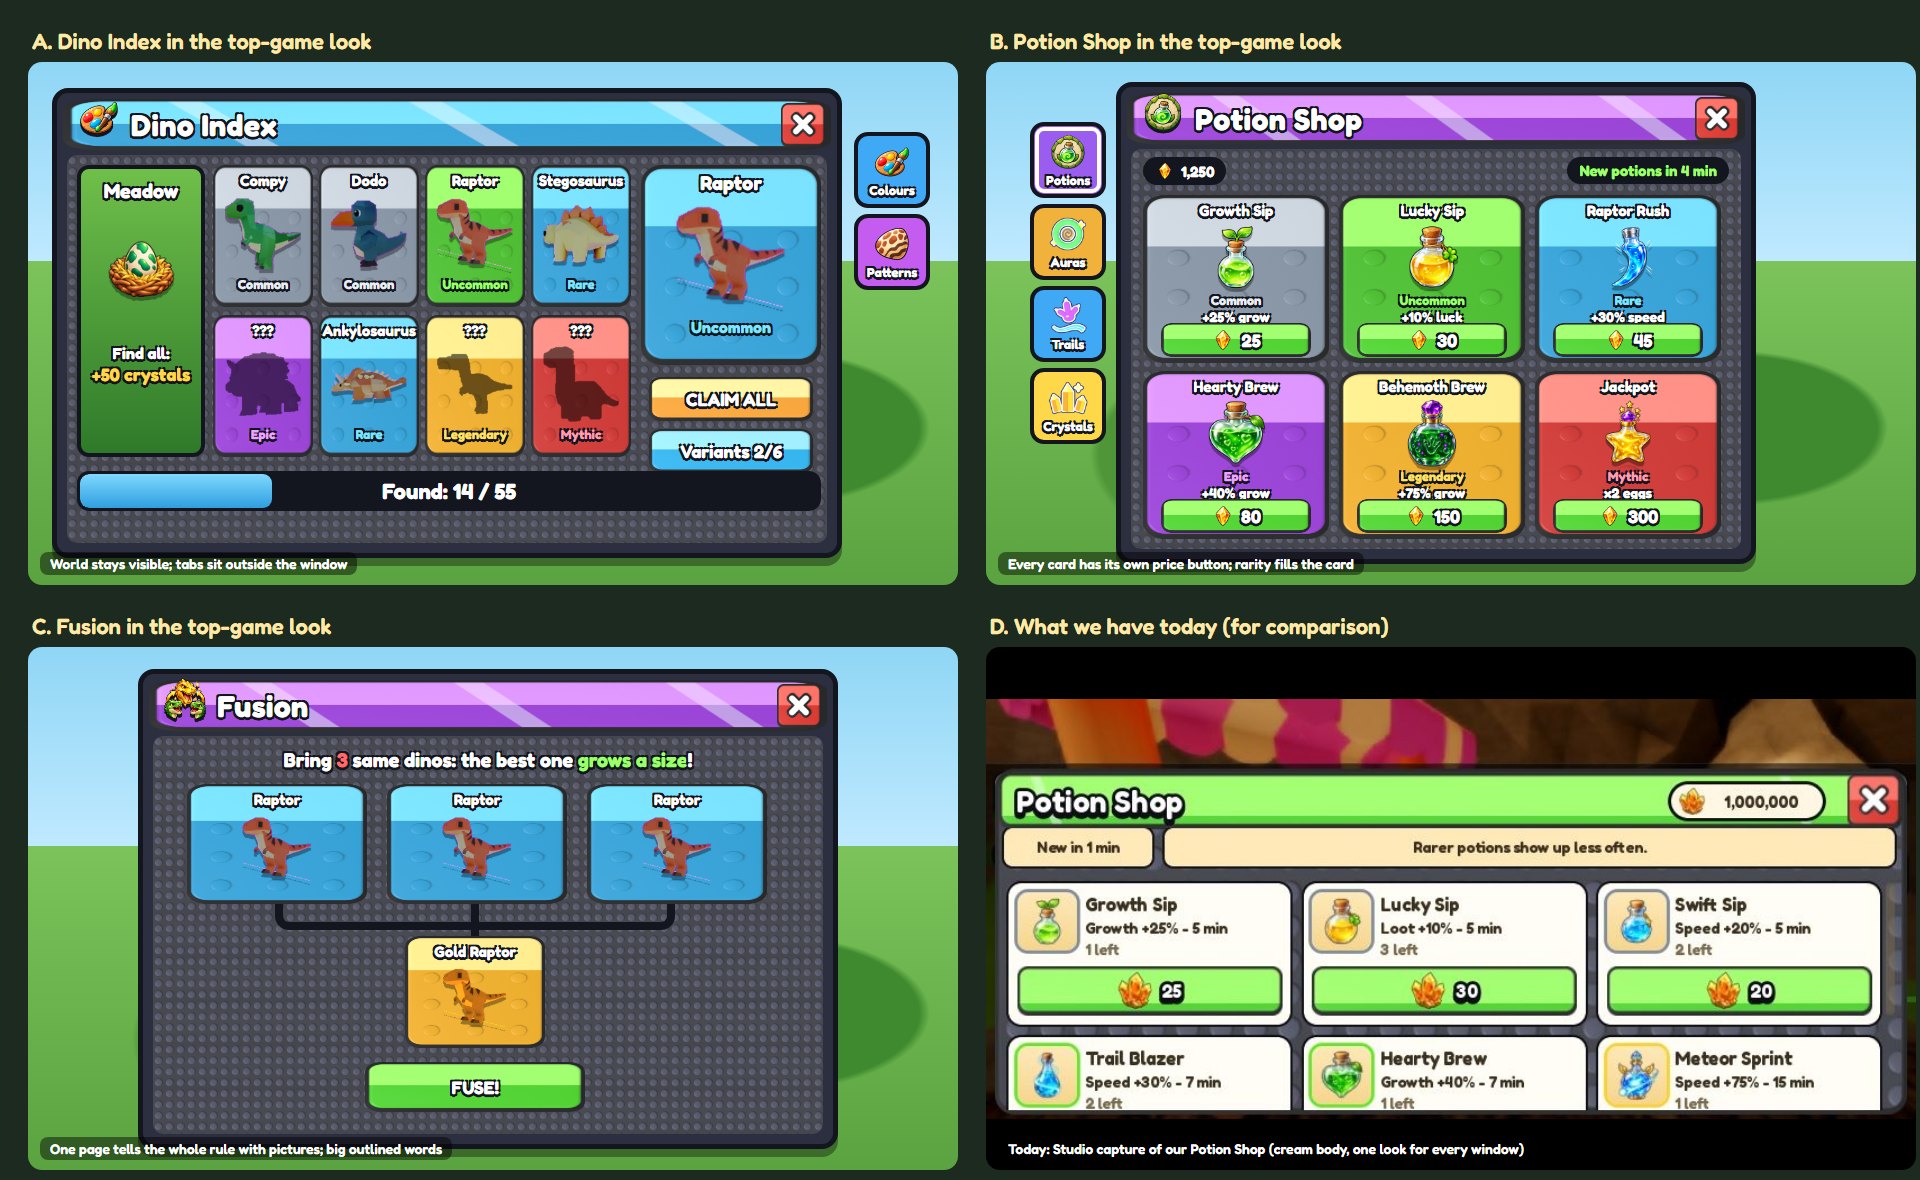 A. Dino Index in the top-game look
Dino Index
Meadow
Find all:
+50 crystals
Compy
Common
Dodo
Common
Raptor
Uncommon
Stegosaurus
Rare
???
Epic
Ankylosaurus
Rare
???
Legendary
???
Mythic
Raptor
Uncommon
CLAIM ALL
Variants 2/6
Found: 14 / 55
Colours
Patterns
World stays visible; tabs sit outside the window
B. Potion Shop in the top-game look
Potions
Auras
Trails
Crystals
Potion Shop
1,250
New potions in 4 min
Growth Sip
Common
+25% grow
25
Lucky Sip
Uncommon
+10% luck
30
Raptor Rush
Rare
+30% speed
45
Hearty Brew
Epic
+40% grow
80
Behemoth Brew
Legendary
+75% grow
150
Jackpot
Mythic
x2 eggs
300
Every card has its own price button; rarity fills the card
C. Fusion in the top-game look
Fusion
Bring 3 same dinos: the best one grows a size!
Raptor
Raptor
Raptor
Gold Raptor
FUSE!
One page tells the whole rule with pictures; big outlined words
D. What we have today (for comparison)
Potion Shop
1,000,000
New in 1 min
Rarer potions show up less often.
Growth Sip
Growth +25% - 5 min
1 left
25
Lucky Sip
Loot +10% - 5 min
3 left
30
Swift Sip
Speed +20% - 5 min
2 left
20
Trail Blazer
Speed +30% - 7 min
2 left
Hearty Brew
Growth +40% - 7 min
1 left
Meteor Sprint
Speed +75% - 15 min
1 left
Today: Studio capture of our Potion Shop (cream body, one look for every window)